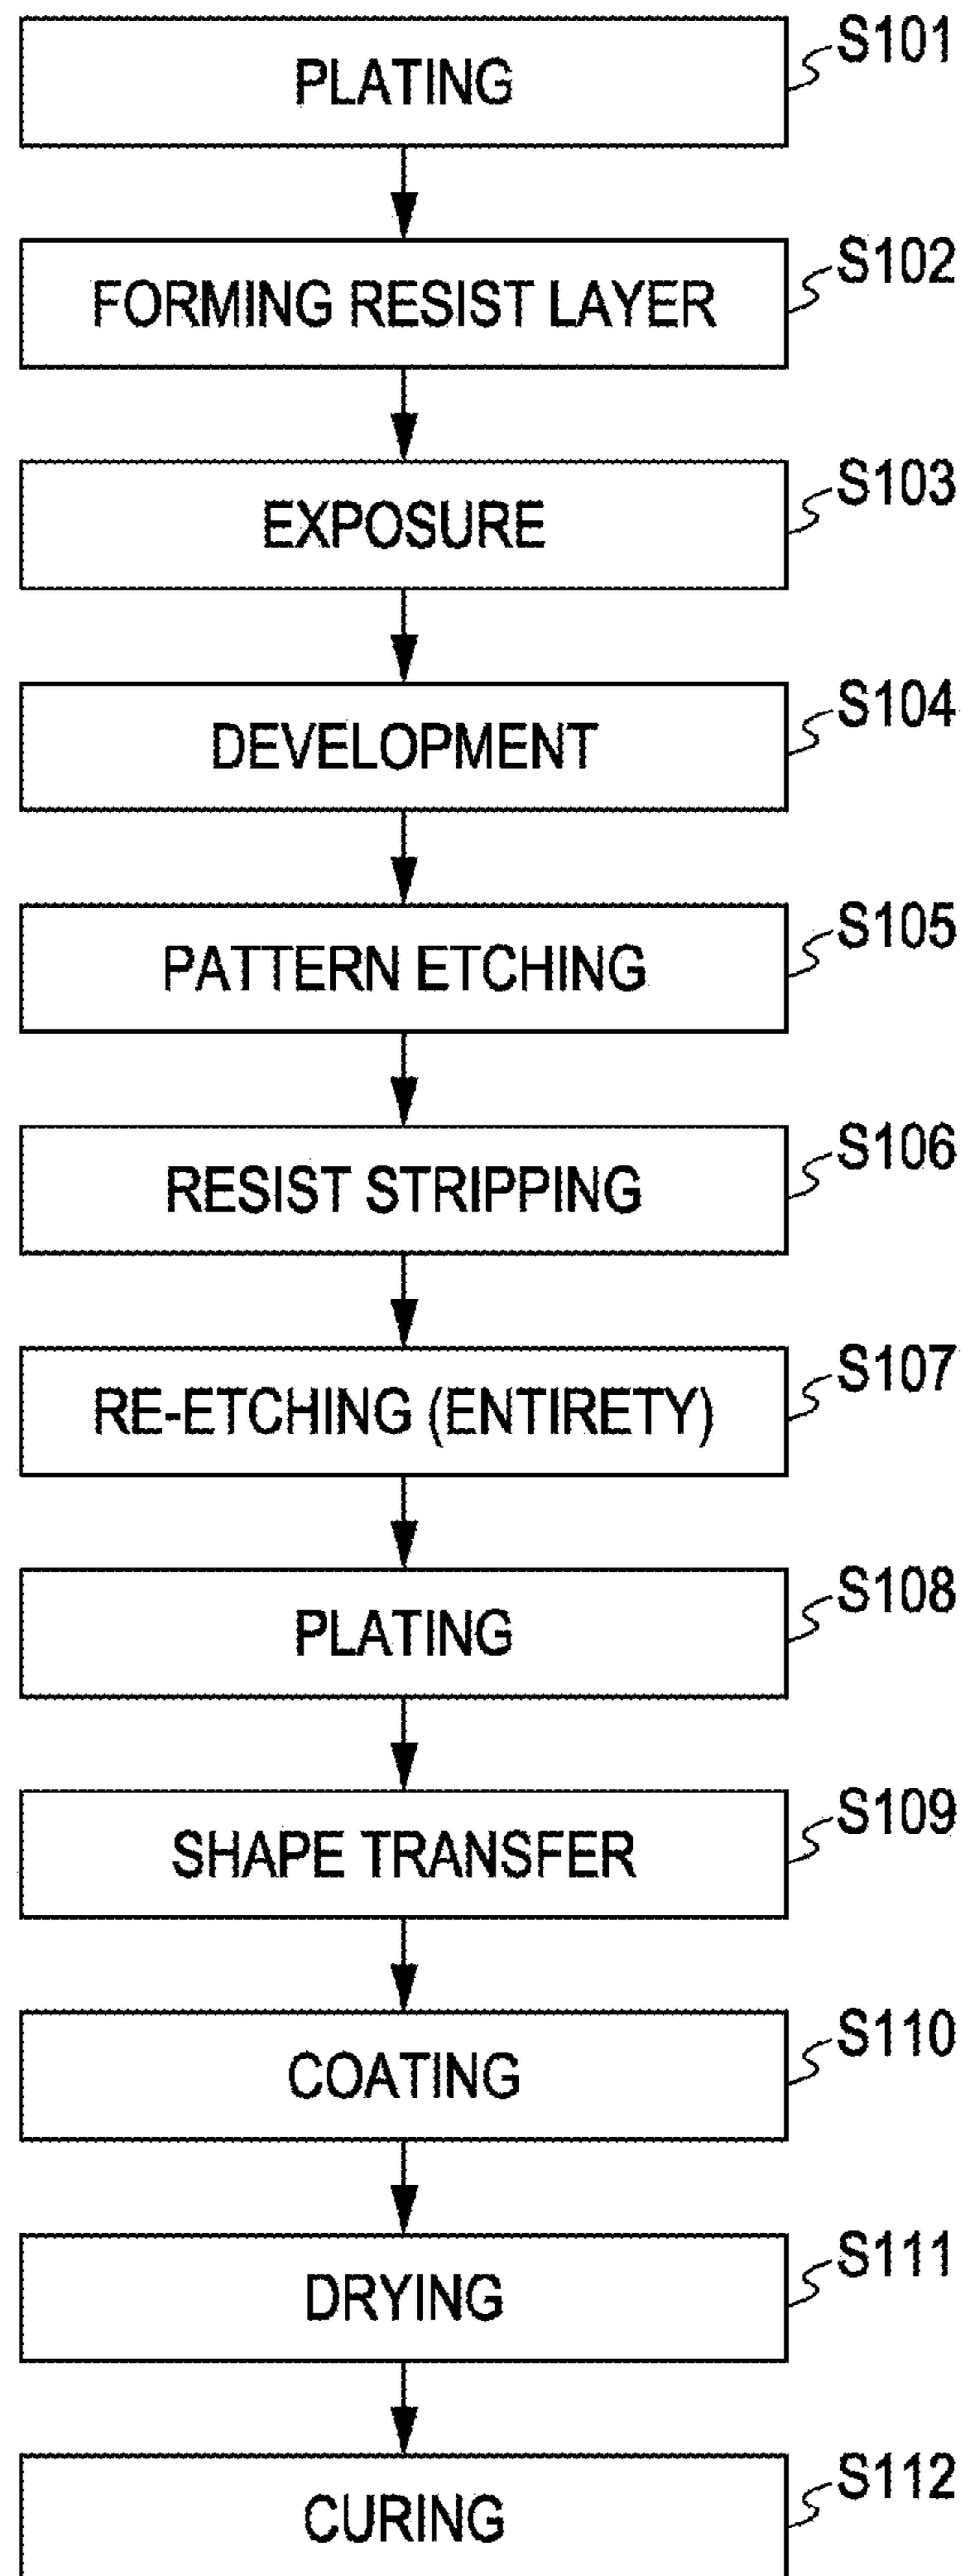 S101
PLATING
S102
FORMING RESIST LAYER
S103
EXPOSURE
S104
DEVELOPMENT
S105
PATTERN ETCHING
S106
RESIST STRIPPING
S107
RE-ETCHING (ENTIRETY)
S108
PLATING
S109
SHAPE TRANSFER
S110
COATING
S111
DRYING
S112
CURING